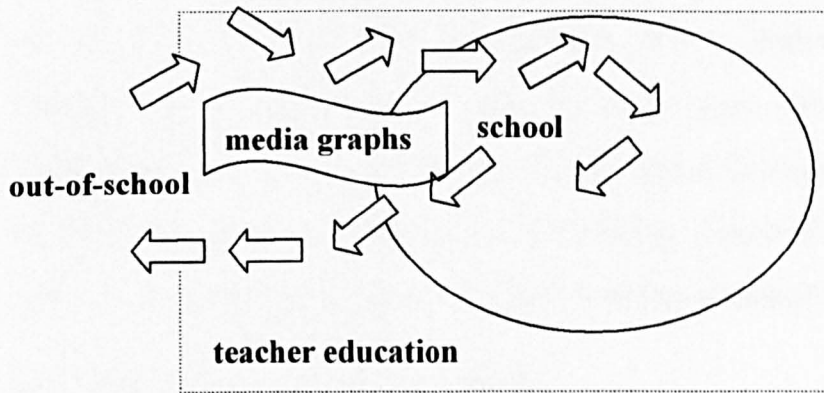 school
media graphs
out-of-school
teacher education